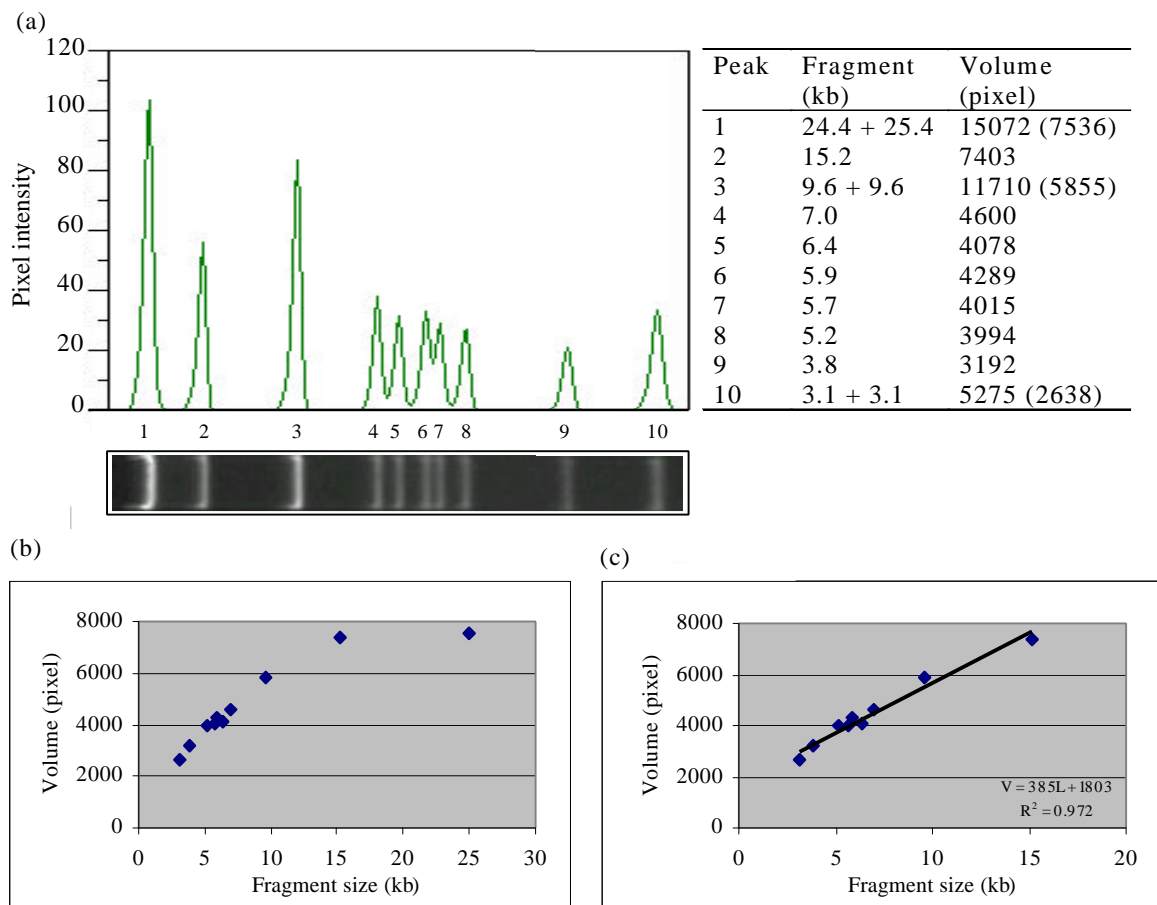 (a)
120
100
80
60
40
20
0
Pixel intensity
1 2 3 4 5 6 7 8 9 10
Peak Fragment (kb) Volume (pixel)
1 24.4 + 25.4 15072 (7536)
2 15.2 7403
3 9.6 + 9.6 11710 (5855)
4 7.0 4600
5 6.4 4078
6 5.9 4289
7 5.7 4015
8 5.2 3994
9 3.8 3192
10 3.1 + 3.1 5275 (2638)
(b)
8000
6000
4000
2000
0
Volume (pixel)
0 5 10 15 20 25 30
Fragment size (kb)
(c)
8000
6000
4000
2000
0
Volume (pixel)
V = 385L + 1803
R² = 0.972
0 5 10 15 20
Fragment size (kb)